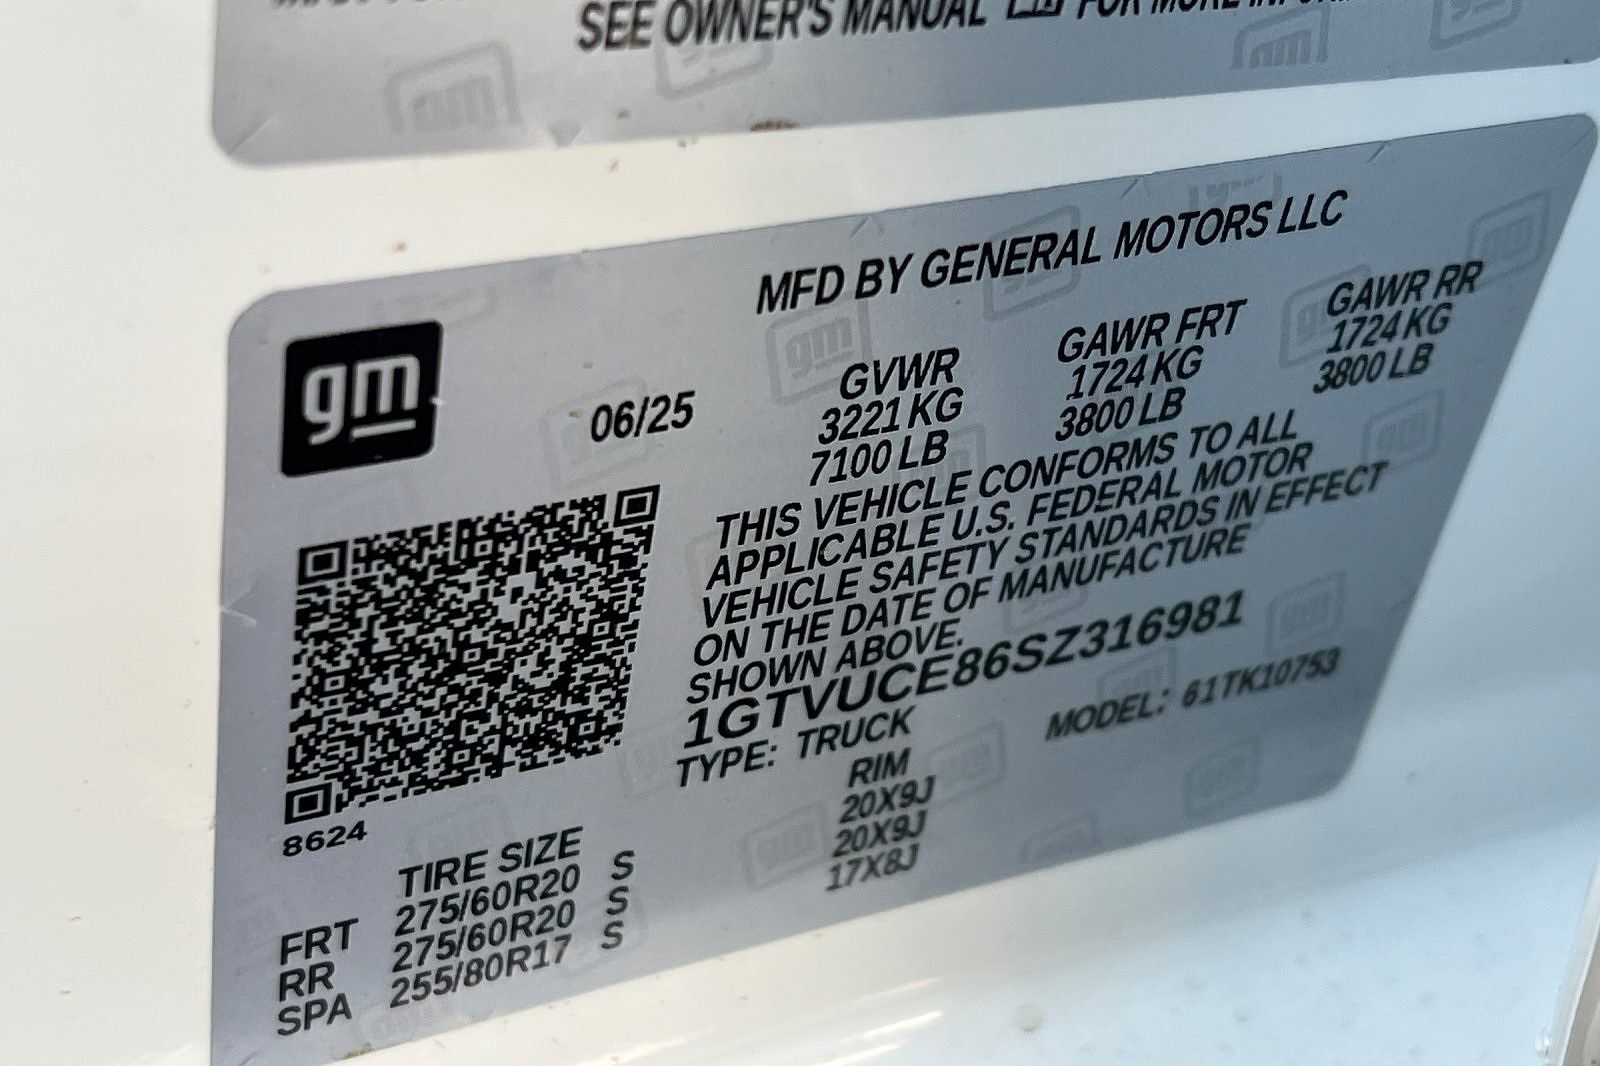 SEE OWNER'S MANUAL FOR MORE
MFD BY GENERAL MOTORS LLC
gm
06/25
GVWR GAWR FRT GAWR RR
3221 KG 1724 KG 1724 KG
7100 LB 3800 LB 3800 LB
THIS VEHICLE CONFORMS TO ALL
APPLICABLE U.S. FEDERAL MOTOR
VEHICLE SAFETY STANDARDS IN EFFECT
ON THE DATE OF MANUFACTURE
SHOWN ABOVE.
1GTVUCE86SZ316981
TYPE: TRUCK MODEL: 61TK10753
8624
TIRE SIZE RIM
FRT 275/60R20 S 20X9J
RR 275/60R20 S 20X9J
SPA 255/80R17 S 17X8J